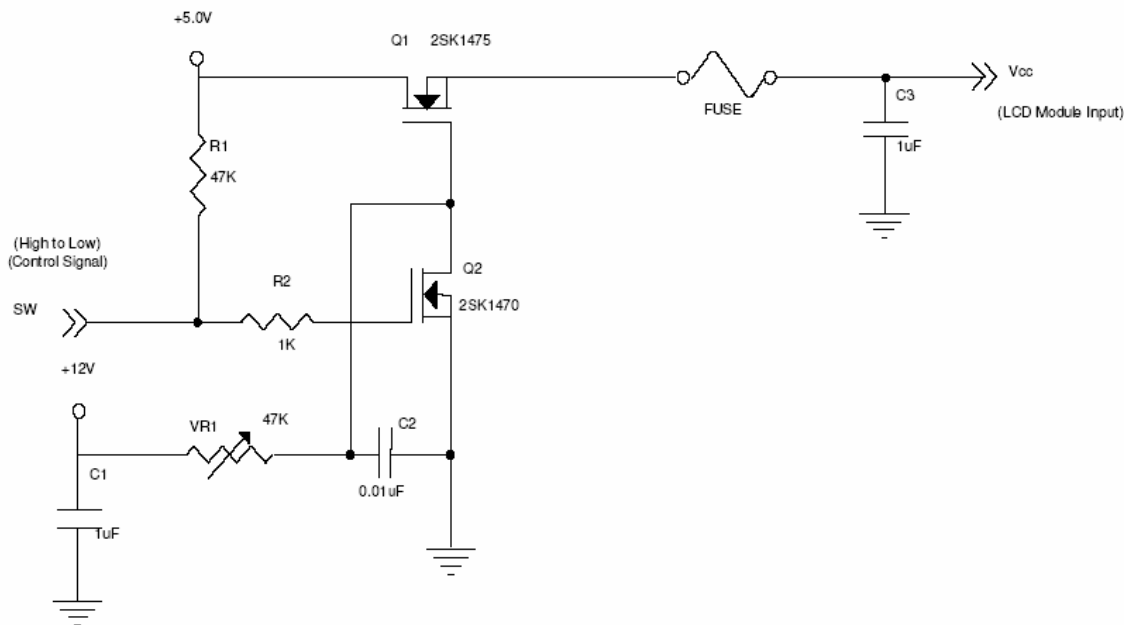 +5.0V
Q1 2SK1475
FUSE
Vcc
(LCD Module Input)
C3
1uF
R1
47K
(High to Low)
(Control Signal)
SW
R2
1K
Q2
2SK1470
+12V
VR1
47K
C2
0.01uF
C1
1uF